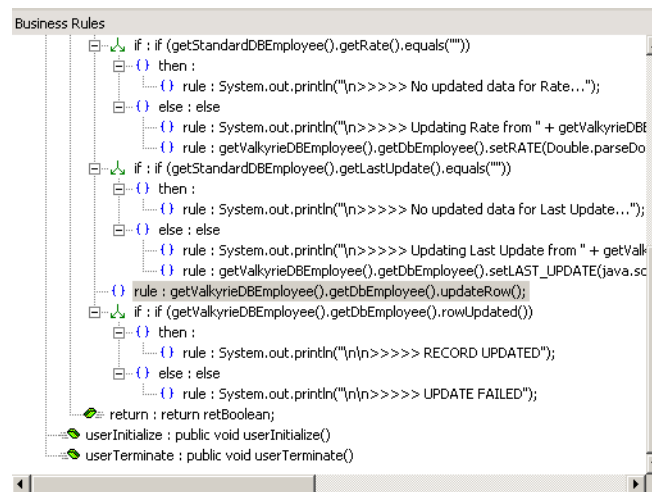 Business Rules
if : if (getStandardDBEmployee().getRate().equals(""))
{} then :
{} rule : System.out.println("\n>>>>> No updated data for Rate...");
{} else : else
{} rule : System.out.println("\n>>>>> Updating Rate from " + getValkyrieDBE
{} rule : getValkyrieDBEmployee().getDbEmployee().setRATE(Double.parseDo
if : if (getStandardDBEmployee().getLastUpdate().equals(""))
{} then :
{} rule : System.out.println("\n>>>>> No updated data for Last Update...");
{} else : else
{} rule : System.out.println("\n>>>>> Updating Last Update from " + getValk
{} rule : getValkyrieDBEmployee().getDbEmployee().setLAST_UPDATE(java.sc
{} rule : getValkyrieDBEmployee().getDbEmployee().updateRow();
if : if (getValkyrieDBEmployee().getDbEmployee().rowUpdated())
{} then :
{} rule : System.out.println("\n\n>>>>> RECORD UPDATED");
{} else : else
{} rule : System.out.println("\n\n>>>>> UPDATE FAILED");
return : return retBoolean;
userInitialize : public void userInitialize()
userTerminate : public void userTerminate()